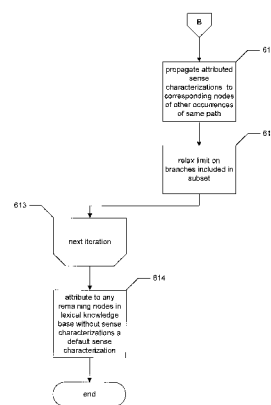 B
61
propagate attributed
sense
characterizations to
corresponding nodes
of other occurrences
of same path
61
relax limit on
branches included in
subset
613
next iteration
614
attribute to any
remaining nodes in
lexical knowledge
base without sense
characterizations a
default sense
characterization
end